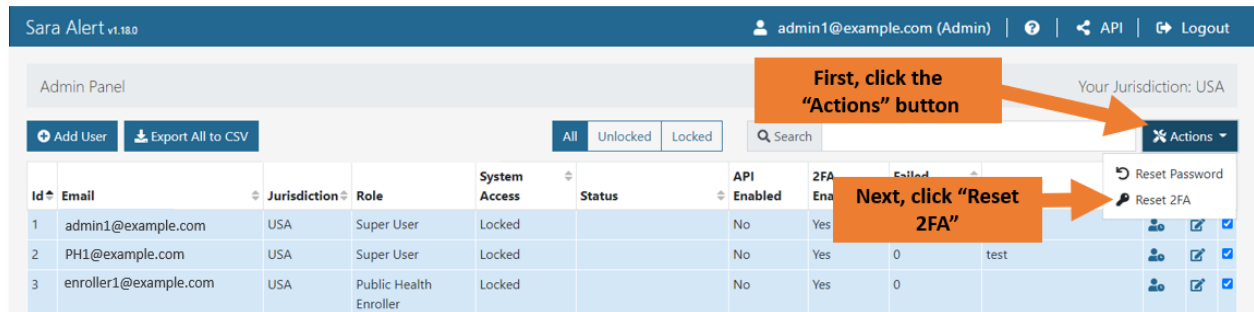 Sara Alert v1.18.0
admin1@example.com (Admin) | ? | API | Logout
Admin Panel
First, click the
"Actions" button
Your Jurisdiction: USA
Add User
Export All to CSV
All Unlocked Locked
Search
Actions
Reset Password
Reset 2FA
Next, click “Reset
2FA”
Id Email Jurisdiction Role System Access Status API Enabled 2FA Failed
1 admin1@example.com USA Super User Locked No Yes
2 PH1@example.com USA Super User Locked No Yes 0 test
3 enroller1@example.com USA Public Health Enroller Locked No Yes 0